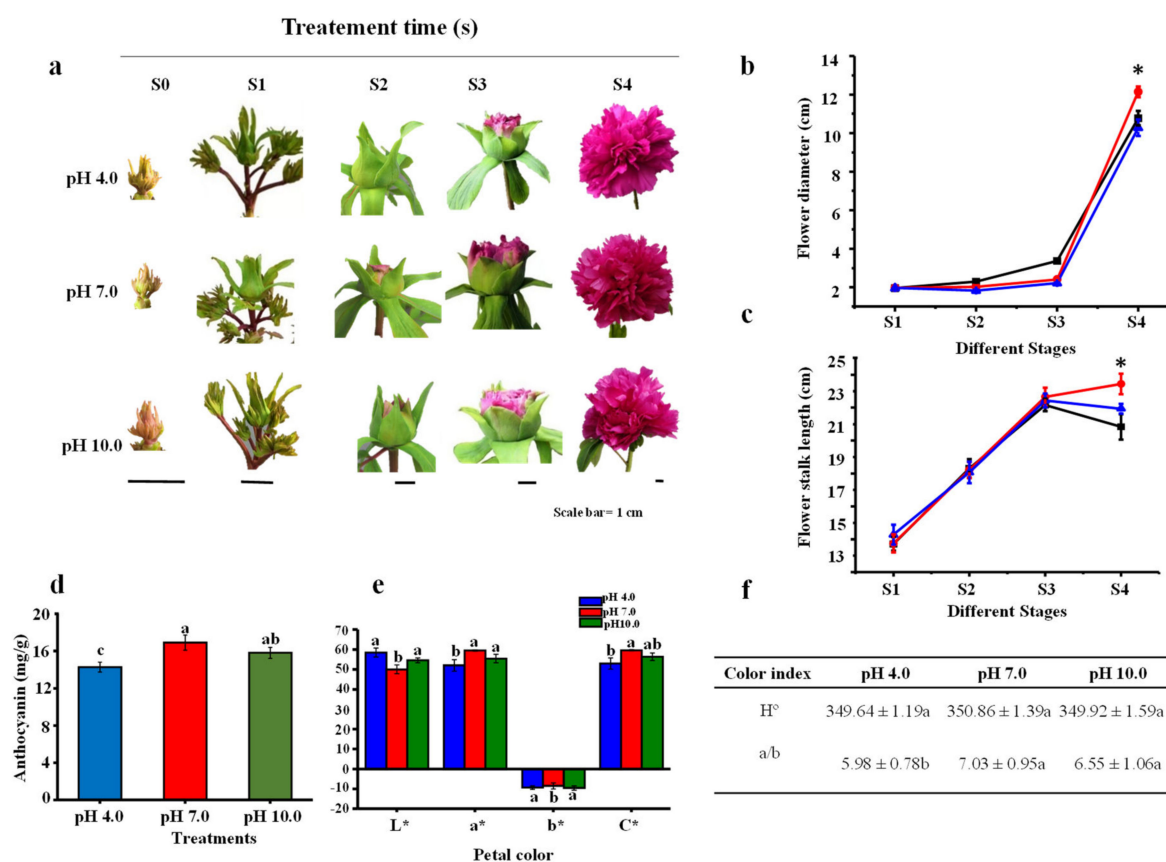 Treatement time (s)
a
S0 S1 S2 S3 S4
pH 4.0
pH 7.0
pH 10.0
Scale bar= 1 cm
b
*
Flower diameter (cm)
14
12
10
8
6
4
2
S1 S2 S3 S4
Different Stages
c
*
Flower stalk length (cm)
25
23
21
19
17
15
13
S1 S2 S3 S4
Different Stages
d
Anthocyanin (mg/g)
20
16
12
8
4
0
c a ab
pH 4.0 pH 7.0 pH 10.0
Treatments
e
pH 4.0
pH 7.0
pH10.0
70
60
50
40
30
20
10
0
-10
-20
a b a b a a b a ab
a b a
L* a* b* C*
Petal color
f
Color index pH 4.0 pH 7.0 pH 10.0
H° 349.64 ± 1.19a 350.86 ± 1.39a 349.92 ± 1.59a
a/b 5.98 ± 0.78b 7.03 ± 0.95a 6.55 ± 1.06a